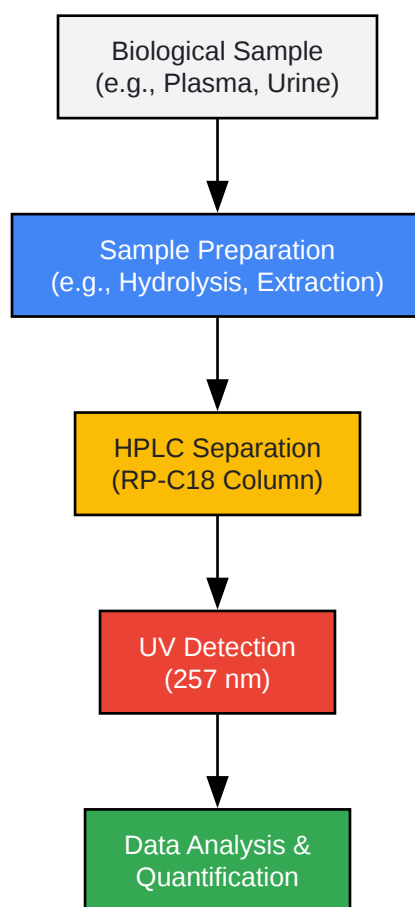 Biological Sample
(e.g., Plasma, Urine)
Sample Preparation
(e.g., Hydrolysis, Extraction)
HPLC Separation
(RP-C18 Column)
UV Detection
(257 nm)
Data Analysis &
Quantification